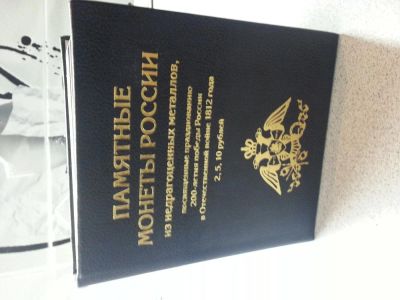 ПАМЯТНЫЕ
МОНЕТЫ РОССИИ
из недрагоценных металлов,
посвященные празднованию
200-летия победы России
в Отечественной войне 1812 года
2, 5, 10 рублей